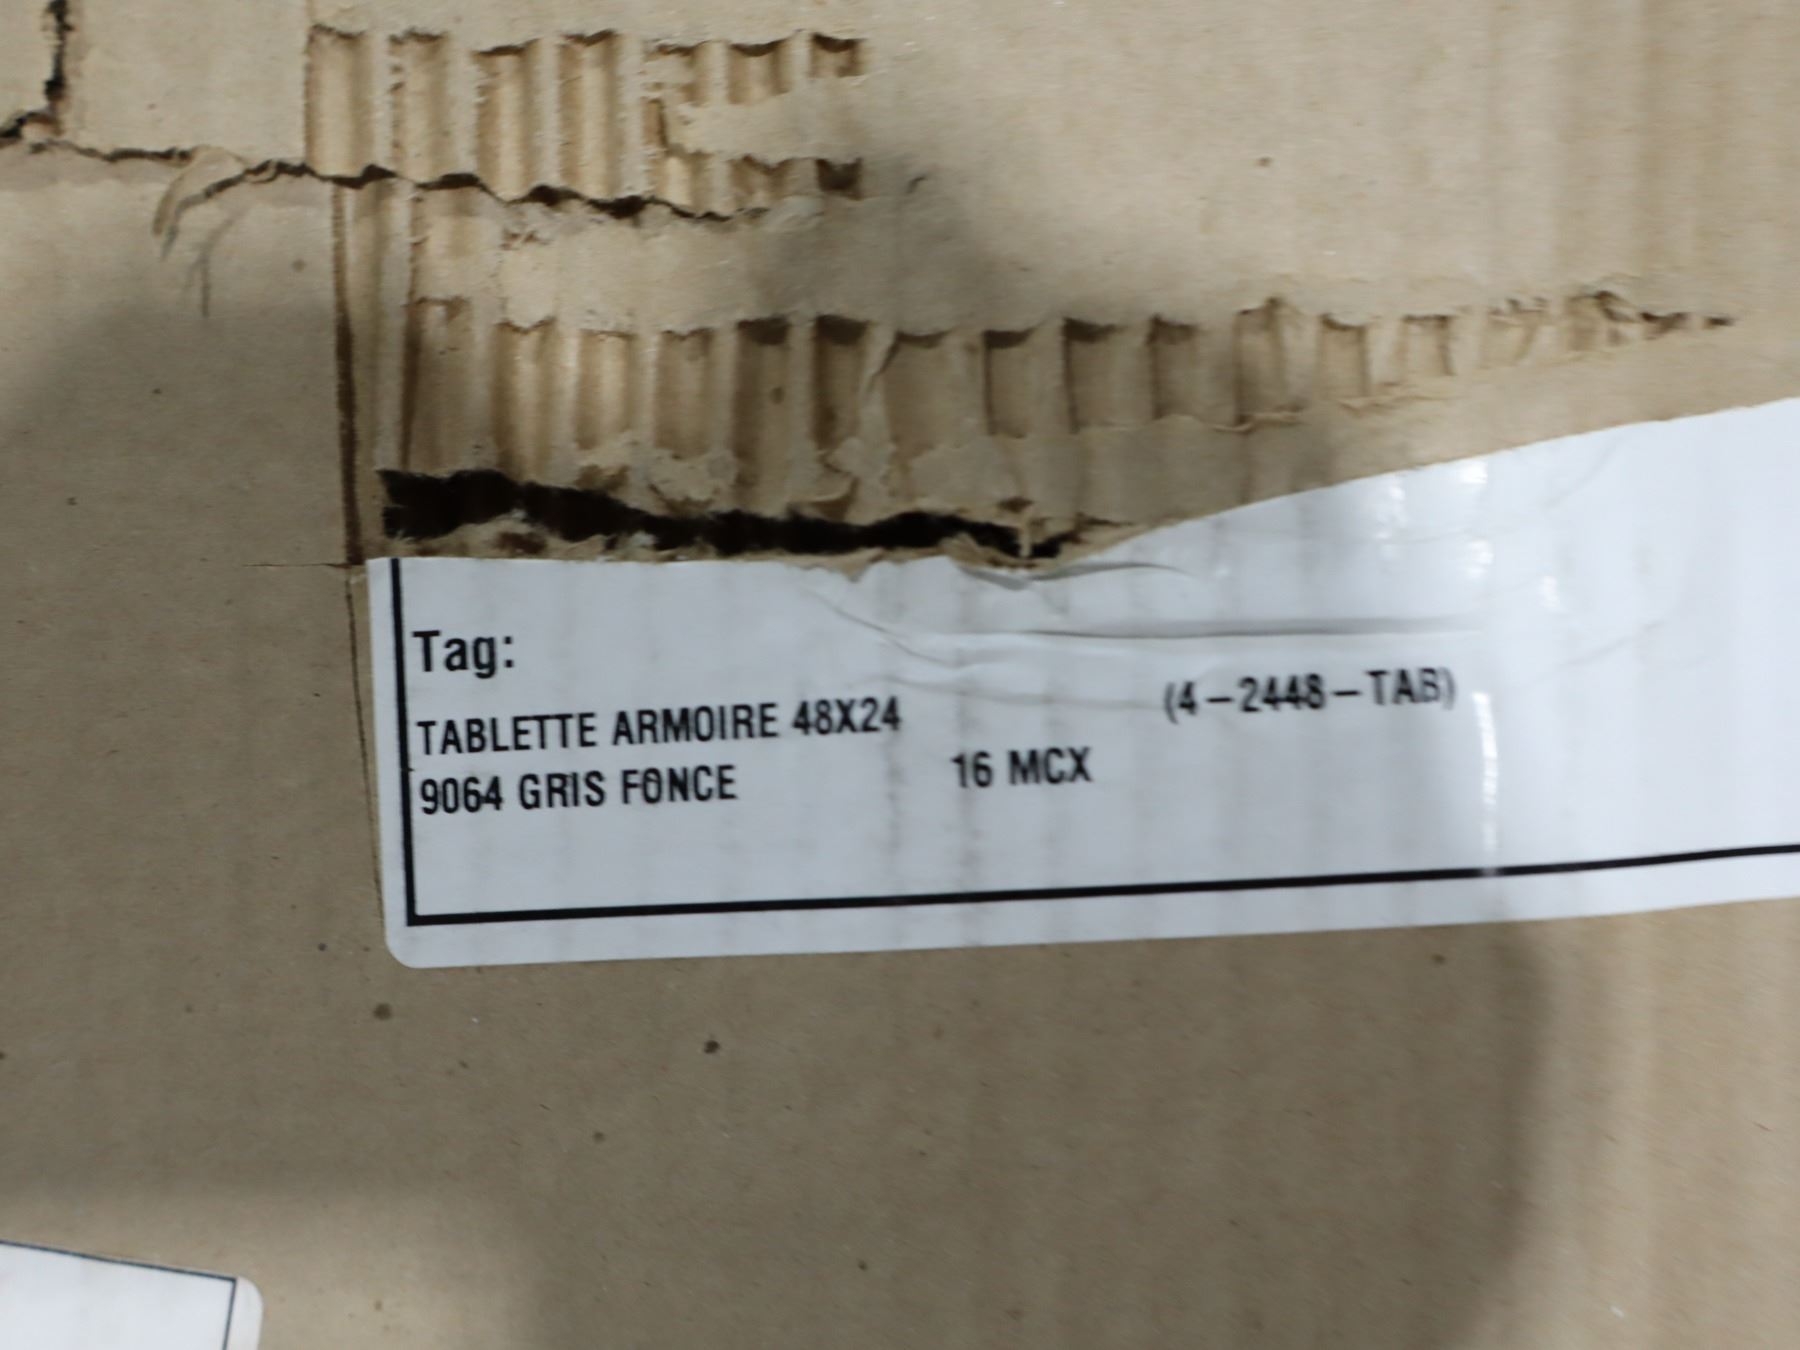 Tag:
TABLETTE ARMOIRE 48X24 (4-2448-TAB)
9064 GRIS FONCE 16 MCX